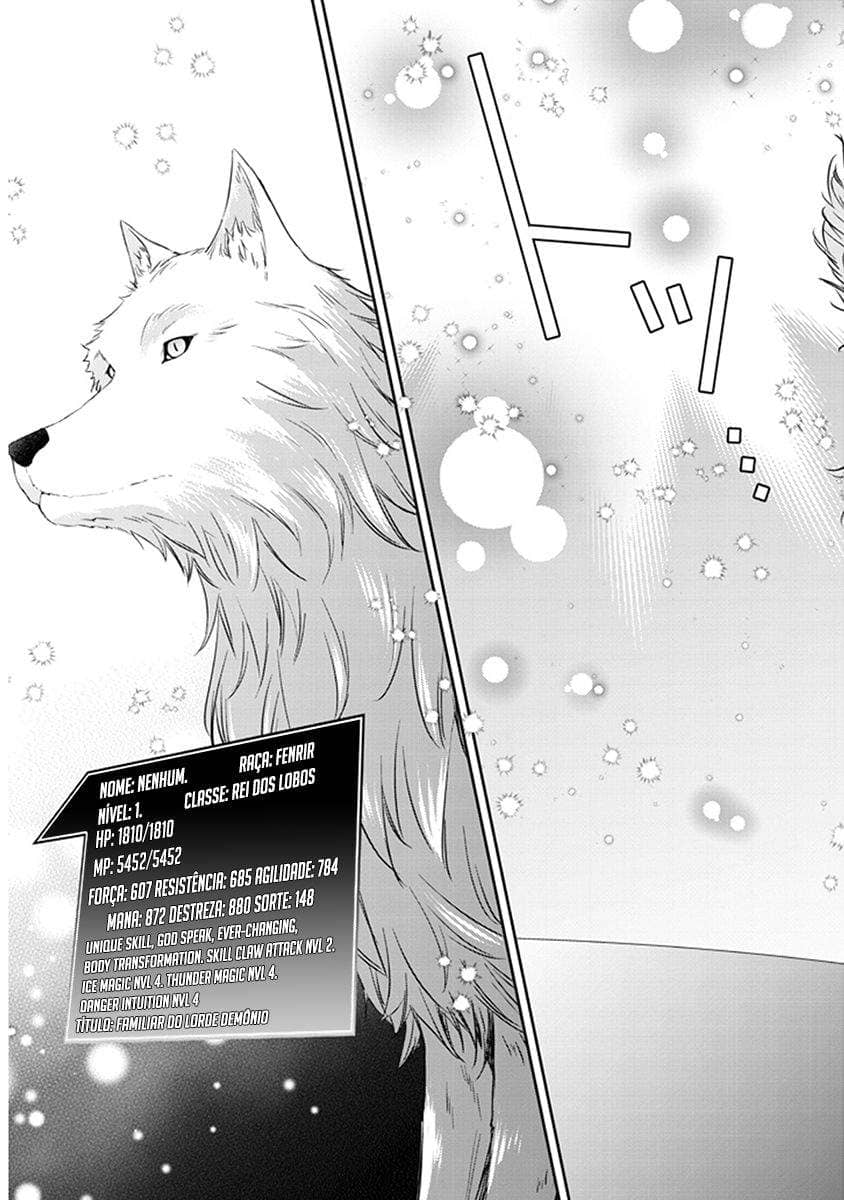 トッ…
NOME: NENHUM. RAÇA: FENRIR
NÍVEL: 1. CLASSE: REI DOS LOBOS
HP: 1810/1810
MP: 5452/5452
FORÇA: 607 RESISTÊNCIA: 685 AGILIDADE: 784
MANA: 872 DESTREZA: 880 SORTE: 148
UNIQUE SKILL, GOD SPEAK, EVER-CHANGING,
BODY TRANSFORMATION. SKILL CLAW ATTACK NVL 2.
ICE MAGIC NVL 4. THUNDER MAGIC NVL 4.
DANGER INTUITION NVL 4
TÍTULO: FAMILIAR DO LORDE DEMÔNIO